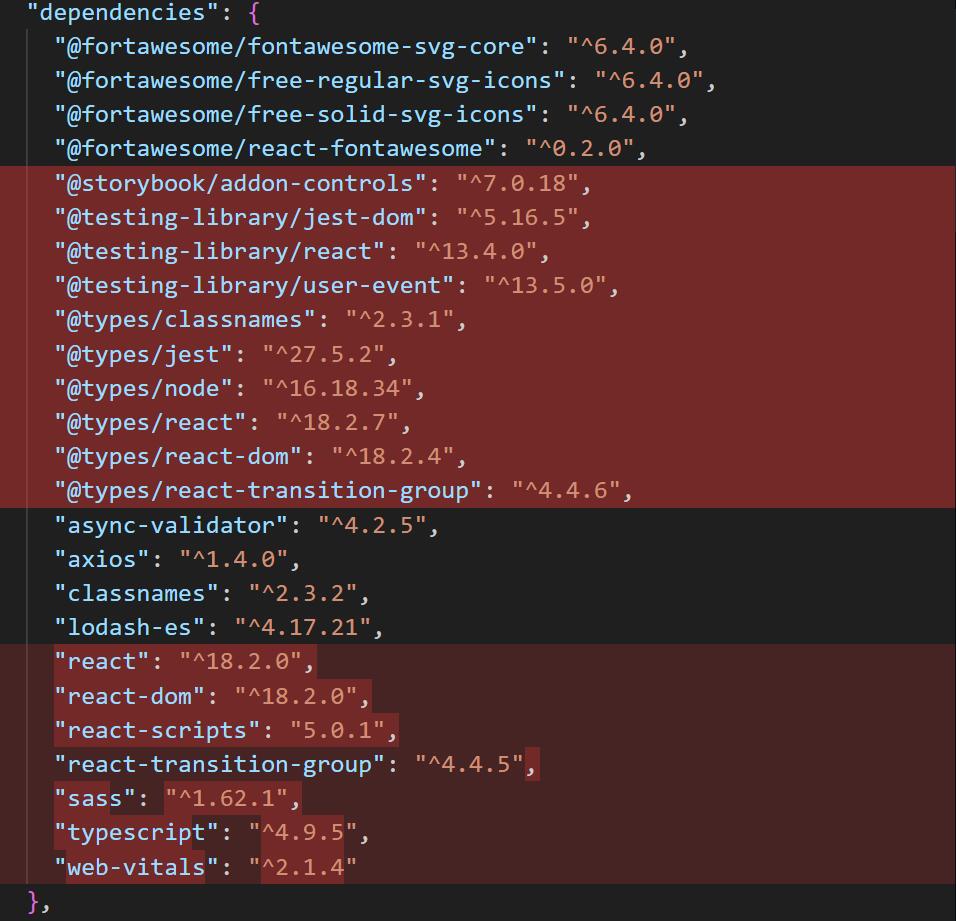 "dependencies": {
"@fortawesome/fontawesome-svg-core": "^6.4.0",
"@fortawesome/free-regular-svg-icons": "^6.4.0",
"@fortawesome/free-solid-svg-icons": "^6.4.0",
"@fortawesome/react-fontawesome": "^0.2.0",
"@storybook/addon-controls": "^7.0.18",
"@testing-library/jest-dom": "^5.16.5",
"@testing-library/react": "^13.4.0",
"@testing-library/user-event": "^13.5.0",
"@types/classnames": "^2.3.1",
"@types/jest": "^27.5.2",
"@types/node": "^16.18.34",
"@types/react": "^18.2.7",
"@types/react-dom": "^18.2.4",
"@types/react-transition-group": "^4.4.6",
"async-validator": "^4.2.5",
"axios": "^1.4.0",
"classnames": "^2.3.2",
"lodash-es": "^4.17.21",
"react": "^18.2.0",
"react-dom": "^18.2.0",
"react-scripts": "5.0.1",
"react-transition-group": "^4.4.5",
"sass": "^1.62.1",
"typescript": "^4.9.5",
"web-vitals": "^2.1.4"
},